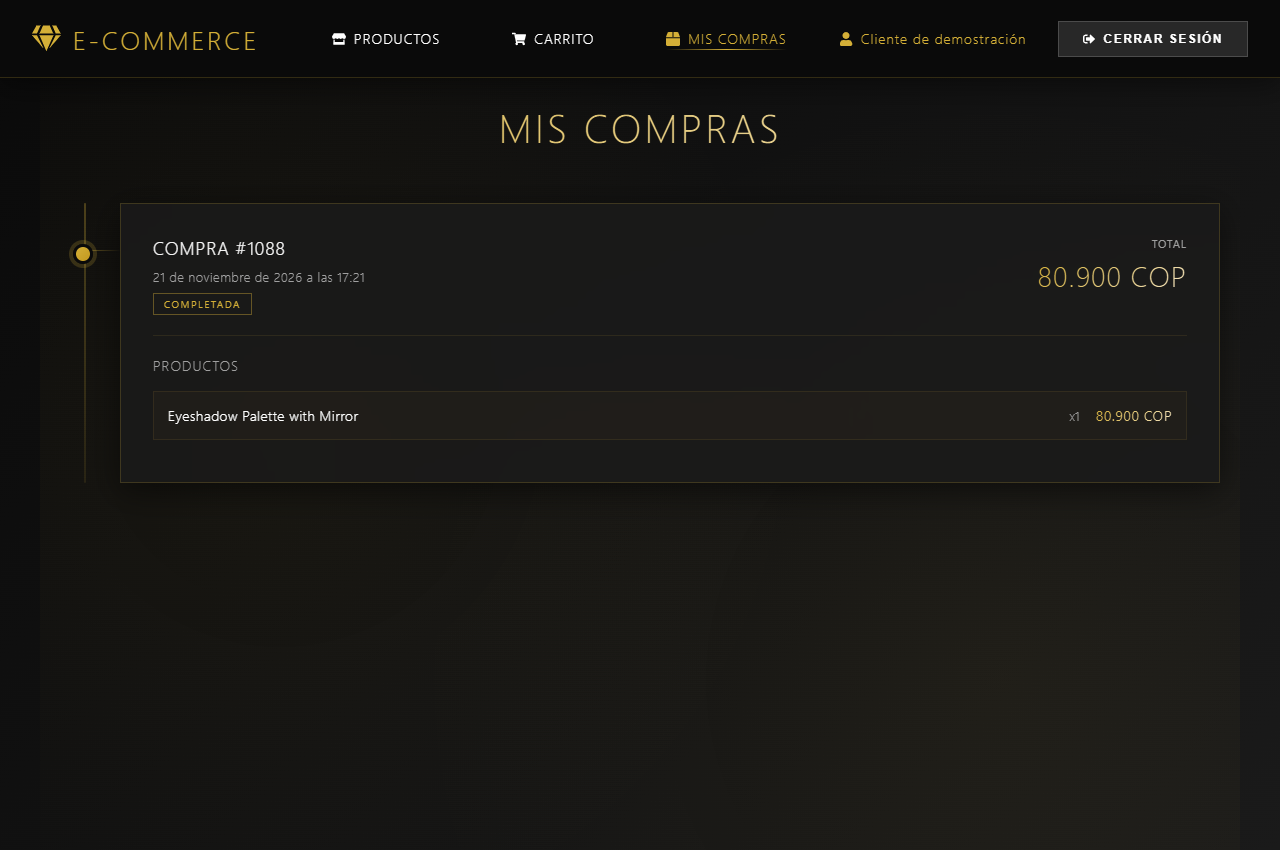 E-COMMERCE
PRODUCTOS
CARRITO
MIS COMPRAS
Cliente de demostración
CERRAR SESIÓN
MIS COMPRAS
COMPRA #1088
21 de noviembre de 2026 a las 17:21
COMPLETADA
TOTAL
80.900 COP
PRODUCTOS
Eyeshadow Palette with Mirror
x1
80.900 COP